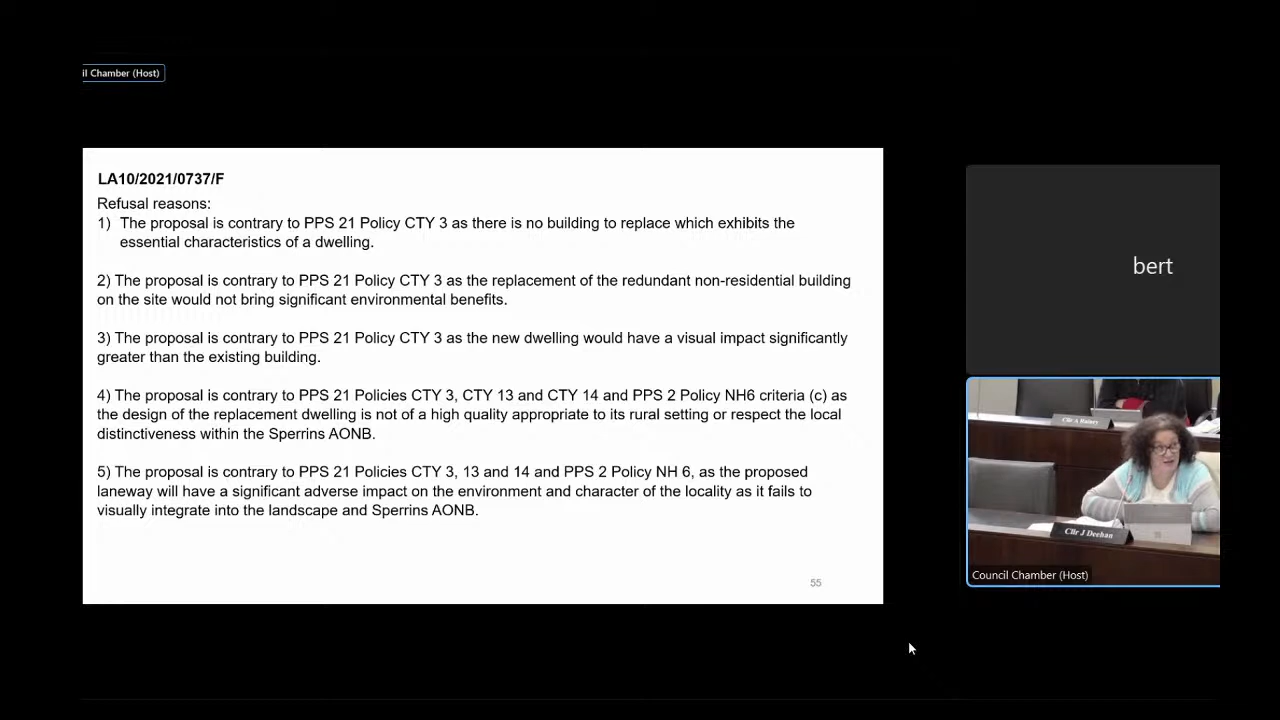 il Chamber (Host)
LA10/2021/0737/F
Refusal reasons:
1) The proposal is contrary to PPS 21 Policy CTY 3 as there is no building to replace which exhibits the
essential characteristics of a dwelling.
2) The proposal is contrary to PPS 21 Policy CTY 3 as the replacement of the redundant non-residential building
on the site would not bring significant environmental benefits.
3) The proposal is contrary to PPS 21 Policy CTY 3 as the new dwelling would have a visual impact significantly
greater than the existing building.
4) The proposal is contrary to PPS 21 Policies CTY 3, CTY 13 and CTY 14 and PPS 2 Policy NH6 criteria (c) as
the design of the replacement dwelling is not of a high quality appropriate to its rural setting or respect the local
distinctiveness within the Sperrins AONB.
5) The proposal is contrary to PPS 21 Policies CTY 3, 13 and 14 and PPS 2 Policy NH 6, as the proposed
laneway will have a significant adverse impact on the environment and character of the locality as it fails to
visually integrate into the landscape and Sperrins AONB.
55
bert
Cllr A Rainey
Cllr J Deehan
Council Chamber (Host)